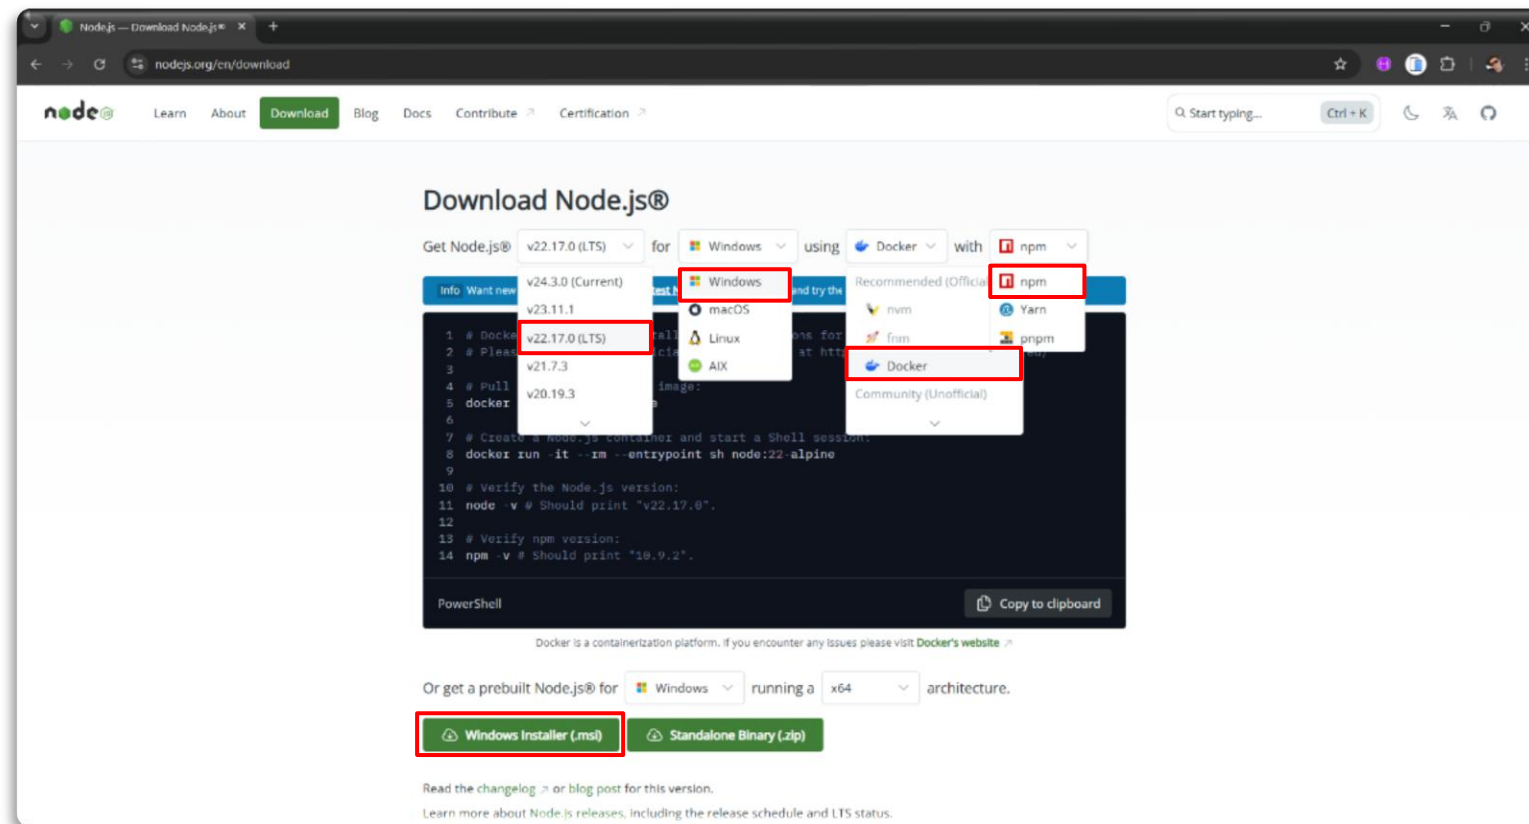 Node.js — Download Node.js®
nodejs.org/en/download
node
Learn About Download Blog Docs Contribute Certification
Start typing... Ctrl + K
Download Node.js®
Get Node.js® v22.17.0 (LTS) for Windows using Docker with npm
v24.3.0 (Current)
v23.11.1
v22.17.0 (LTS)
v21.7.3
v20.19.3
Windows
macOS
Linux
AIX
Recommended (Official
nvm
fnm
Docker
Community (Unofficial)
npm
Yarn
pnpm
Info Want new and try the
1 # Docke for
2 # Pleas at
3
4 # Pull image:
5 docker
6
7 # Create a Node.js container and start a Shell session:
8 docker run -it --rm --entrypoint sh node:22-alpine
9
10 # Verify the Node.js version:
11 node -v # Should print "v22.17.0".
12
13 # Verify npm version:
14 npm -v # Should print "10.9.2".
PowerShell Copy to clipboard
Docker is a containerization platform. If you encounter any issues please visit Docker's website
Or get a prebuilt Node.js® for Windows running a x64 architecture.
Windows Installer (.msi) Standalone Binary (.zip)
Read the changelog or blog post for this version.
Learn more about Node.js releases, including the release schedule and LTS status.